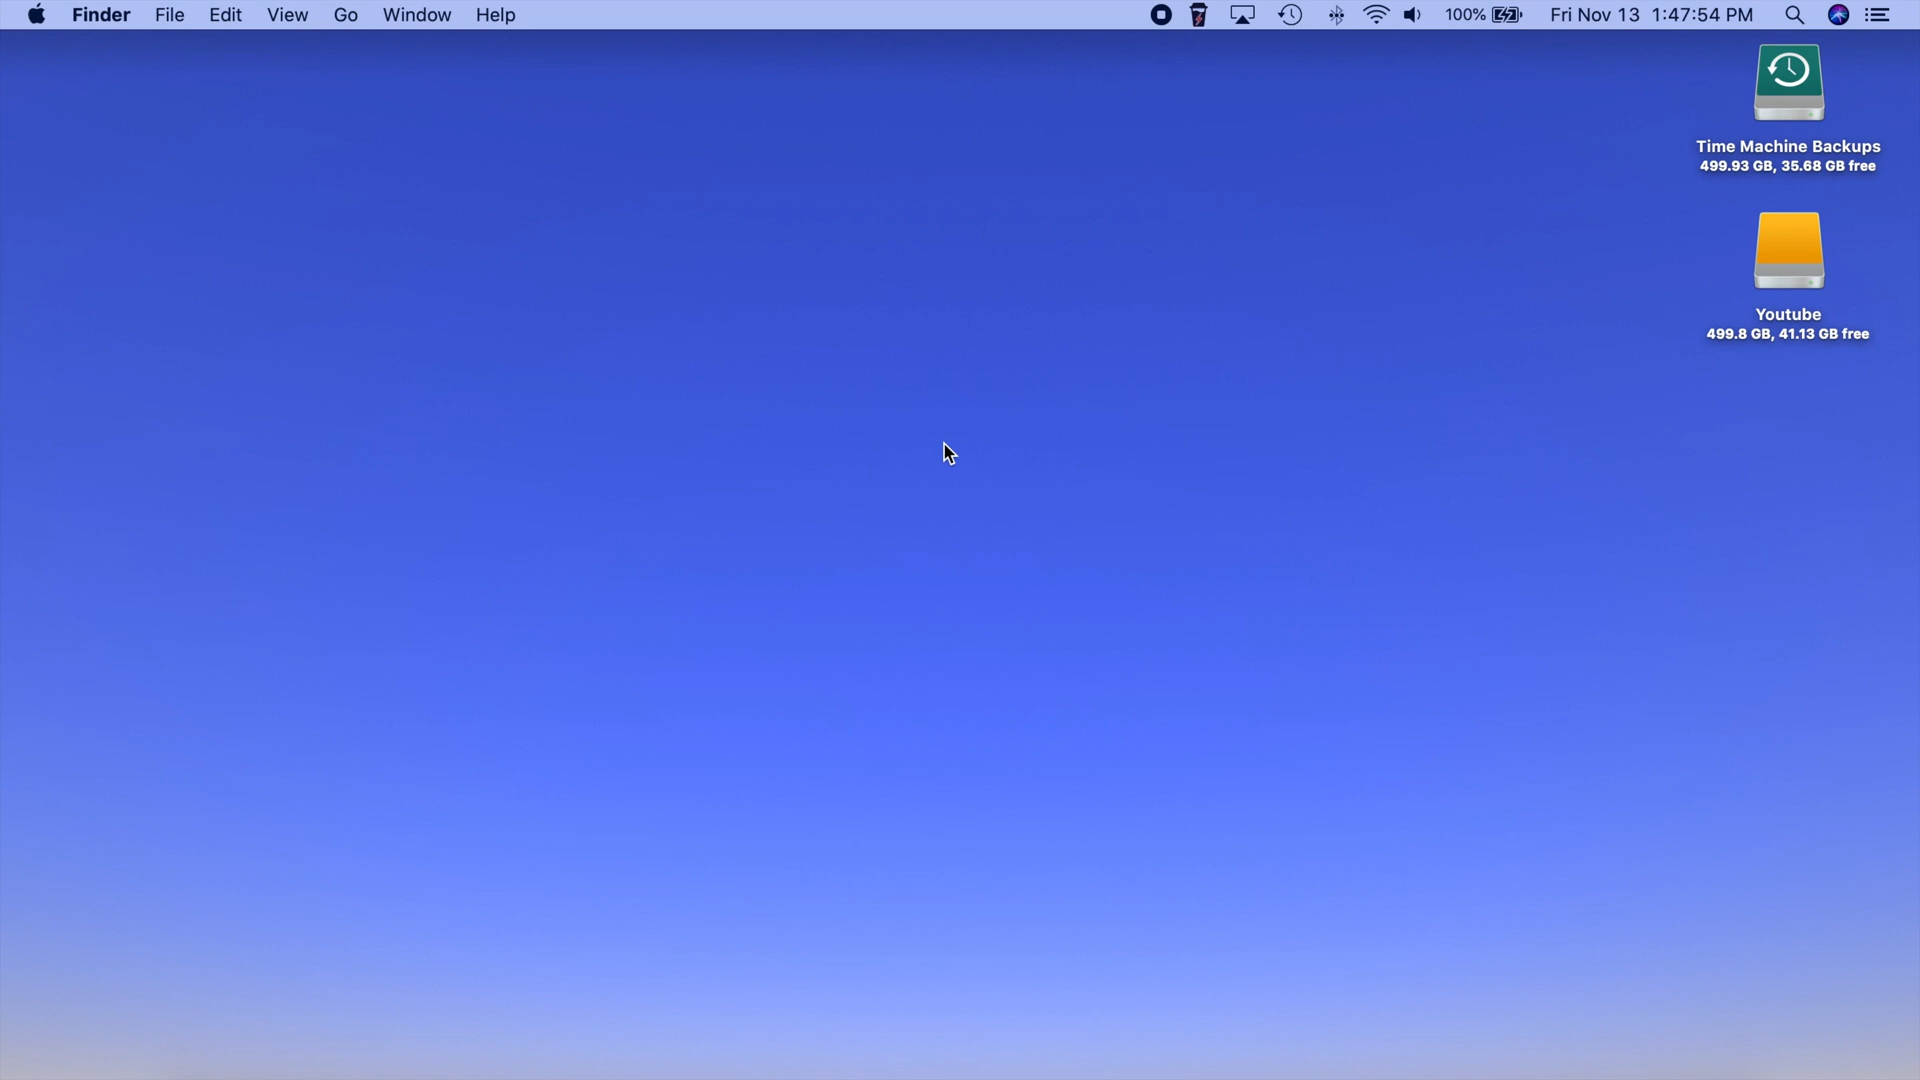 Finder File Edit View Go Window Help 100% Fri Nov 13 1:47:54 PM
Time Machine Backups
499.93 GB, 35.68 GB free
Youtube
499.8 GB, 41.13 GB free